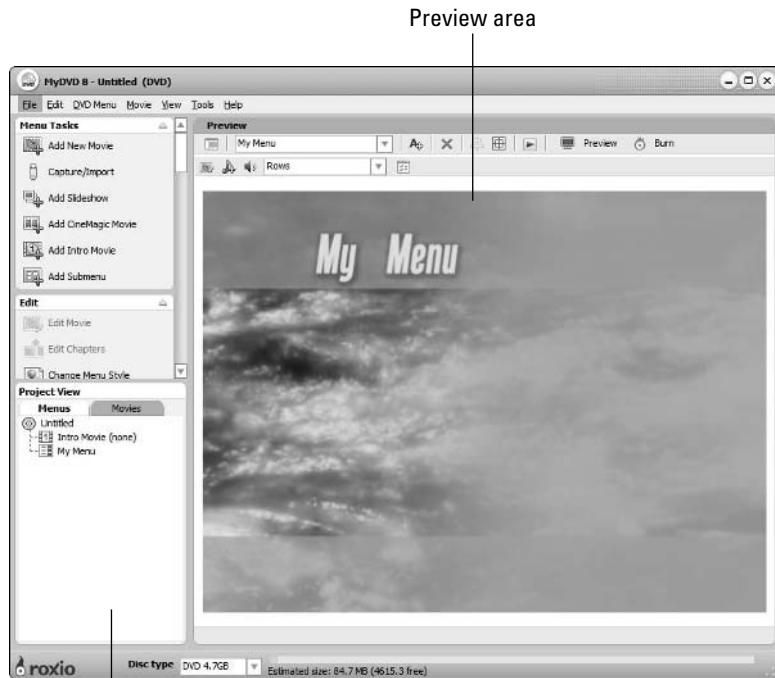 Preview area
MyDVD 8 - Untitled (DVD)
File Edit DVD Menu Movie View Tools Help
Menu Tasks
Add New Movie
Capture/Import
Add Slideshow
Add CineMagic Movie
Add Intro Movie
Add Submenu
Edit
Edit Movie
Edit Chapters
Change Menu Style
Project View
Menus Movies
Untitled
Intro Movie (none)
My Menu
Preview
My Menu Preview Burn
Rows
My Menu
roxio Disc type DVD 4.7GB Estimated size: 84.7 MB (4615.3 free)